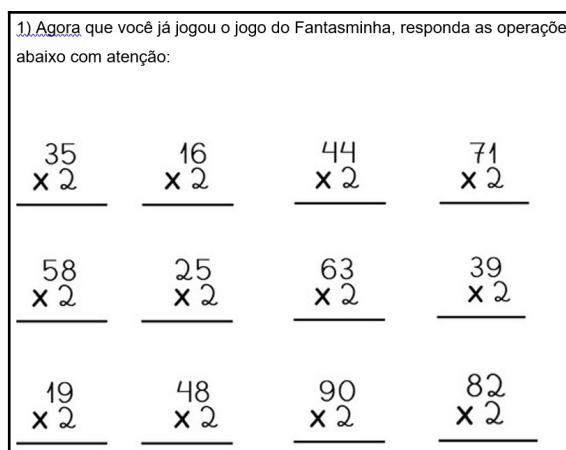 1) Agora que você já jogou o jogo do Fantasminha, responda as operaçõe
abaixo com atenção:
35 16 44 71
x 2 x 2 x 2 x 2
58 25 63 39
x 2 x 2 x 2 x 2
19 48 90 82
x 2 x 2 x 2 x 2